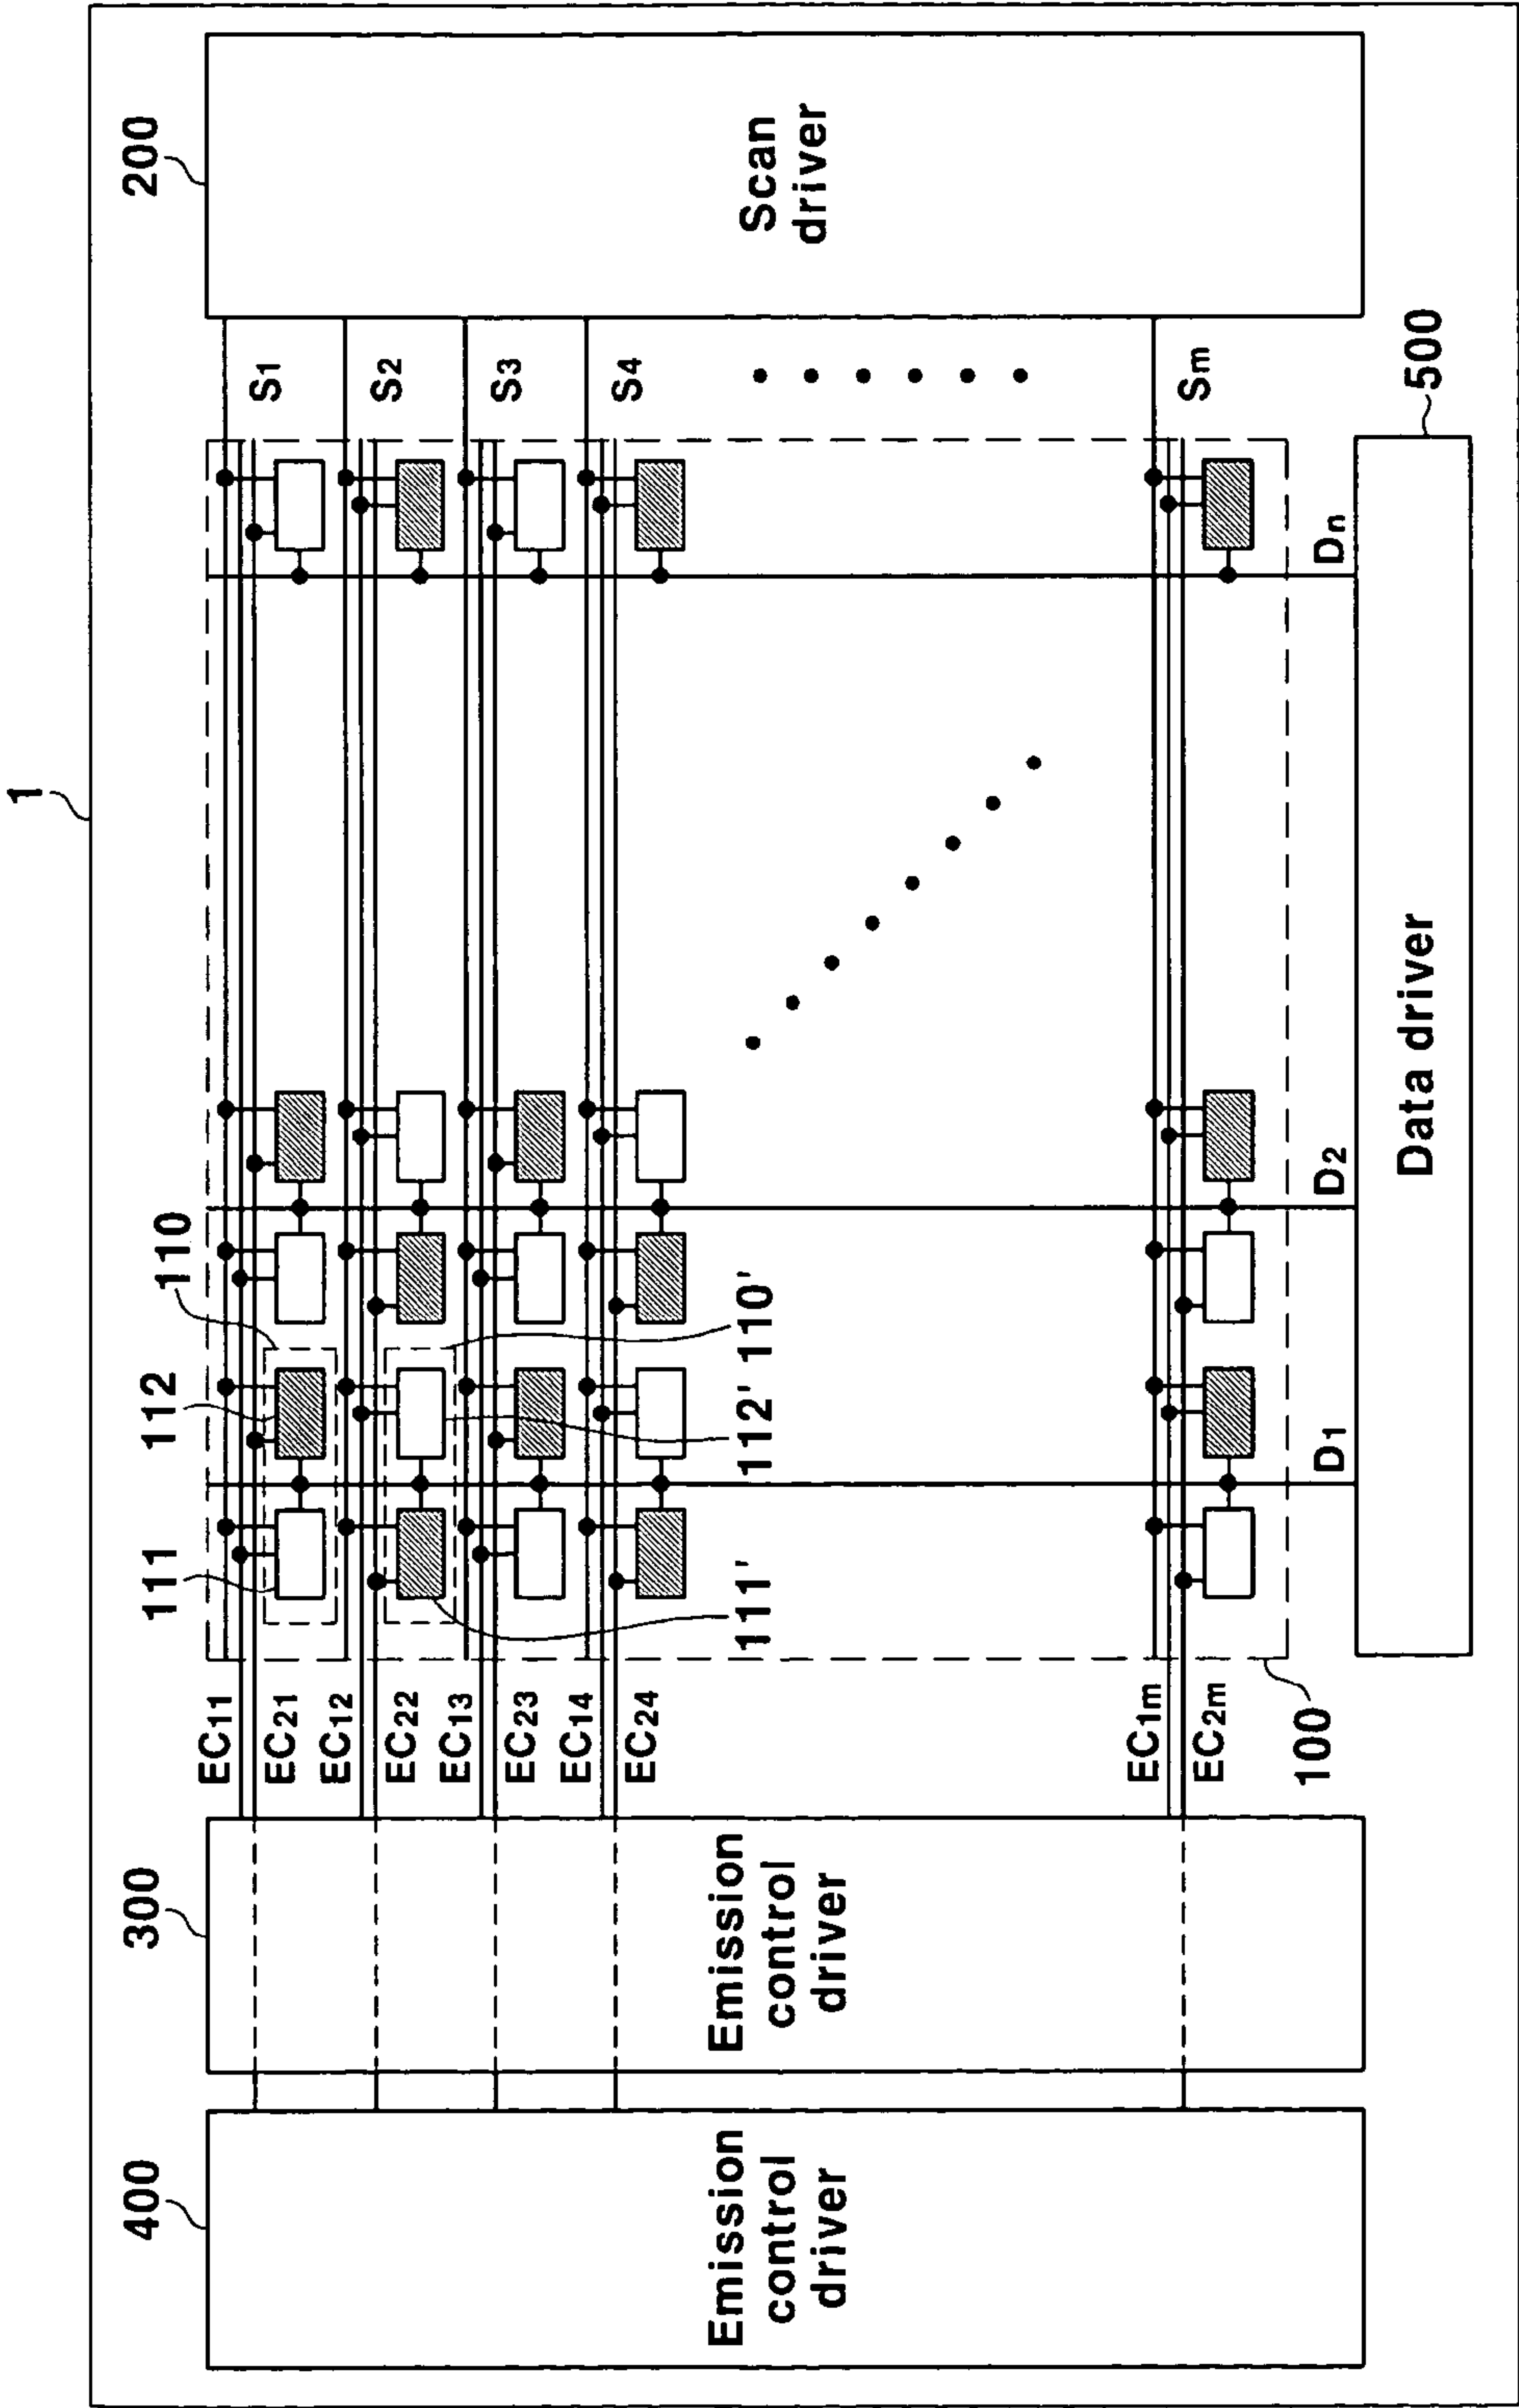 1
400
300
200
Emission
control
driver
Emission
control
driver
Scan
driver
111
112
110
EC11
EC21
EC12
EC22
EC13
EC23
EC14
EC24
EC1m
EC2m
S1
S2
S3
S4
Sm
111'
112'
110'
100
D1
D2
Dn
500
Data driver